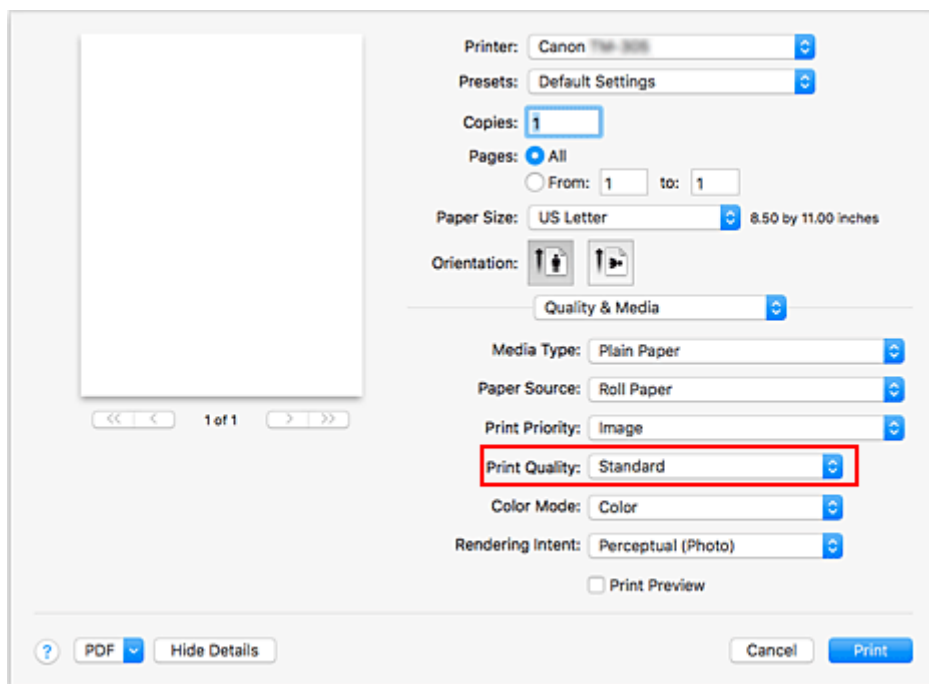 Printer: Canon
Presets: Default Settings
Copies: 1
Pages: All
From: 1 to: 1
Paper Size: US Letter 8.50 by 11.00 inches
Orientation:
Quality & Media
Media Type: Plain Paper
Paper Source: Roll Paper
1 of 1
Print Priority: Image
Print Quality: Standard
Color Mode: Color
Rendering Intent: Perceptual (Photo)
Print Preview
? PDF Hide Details Cancel Print